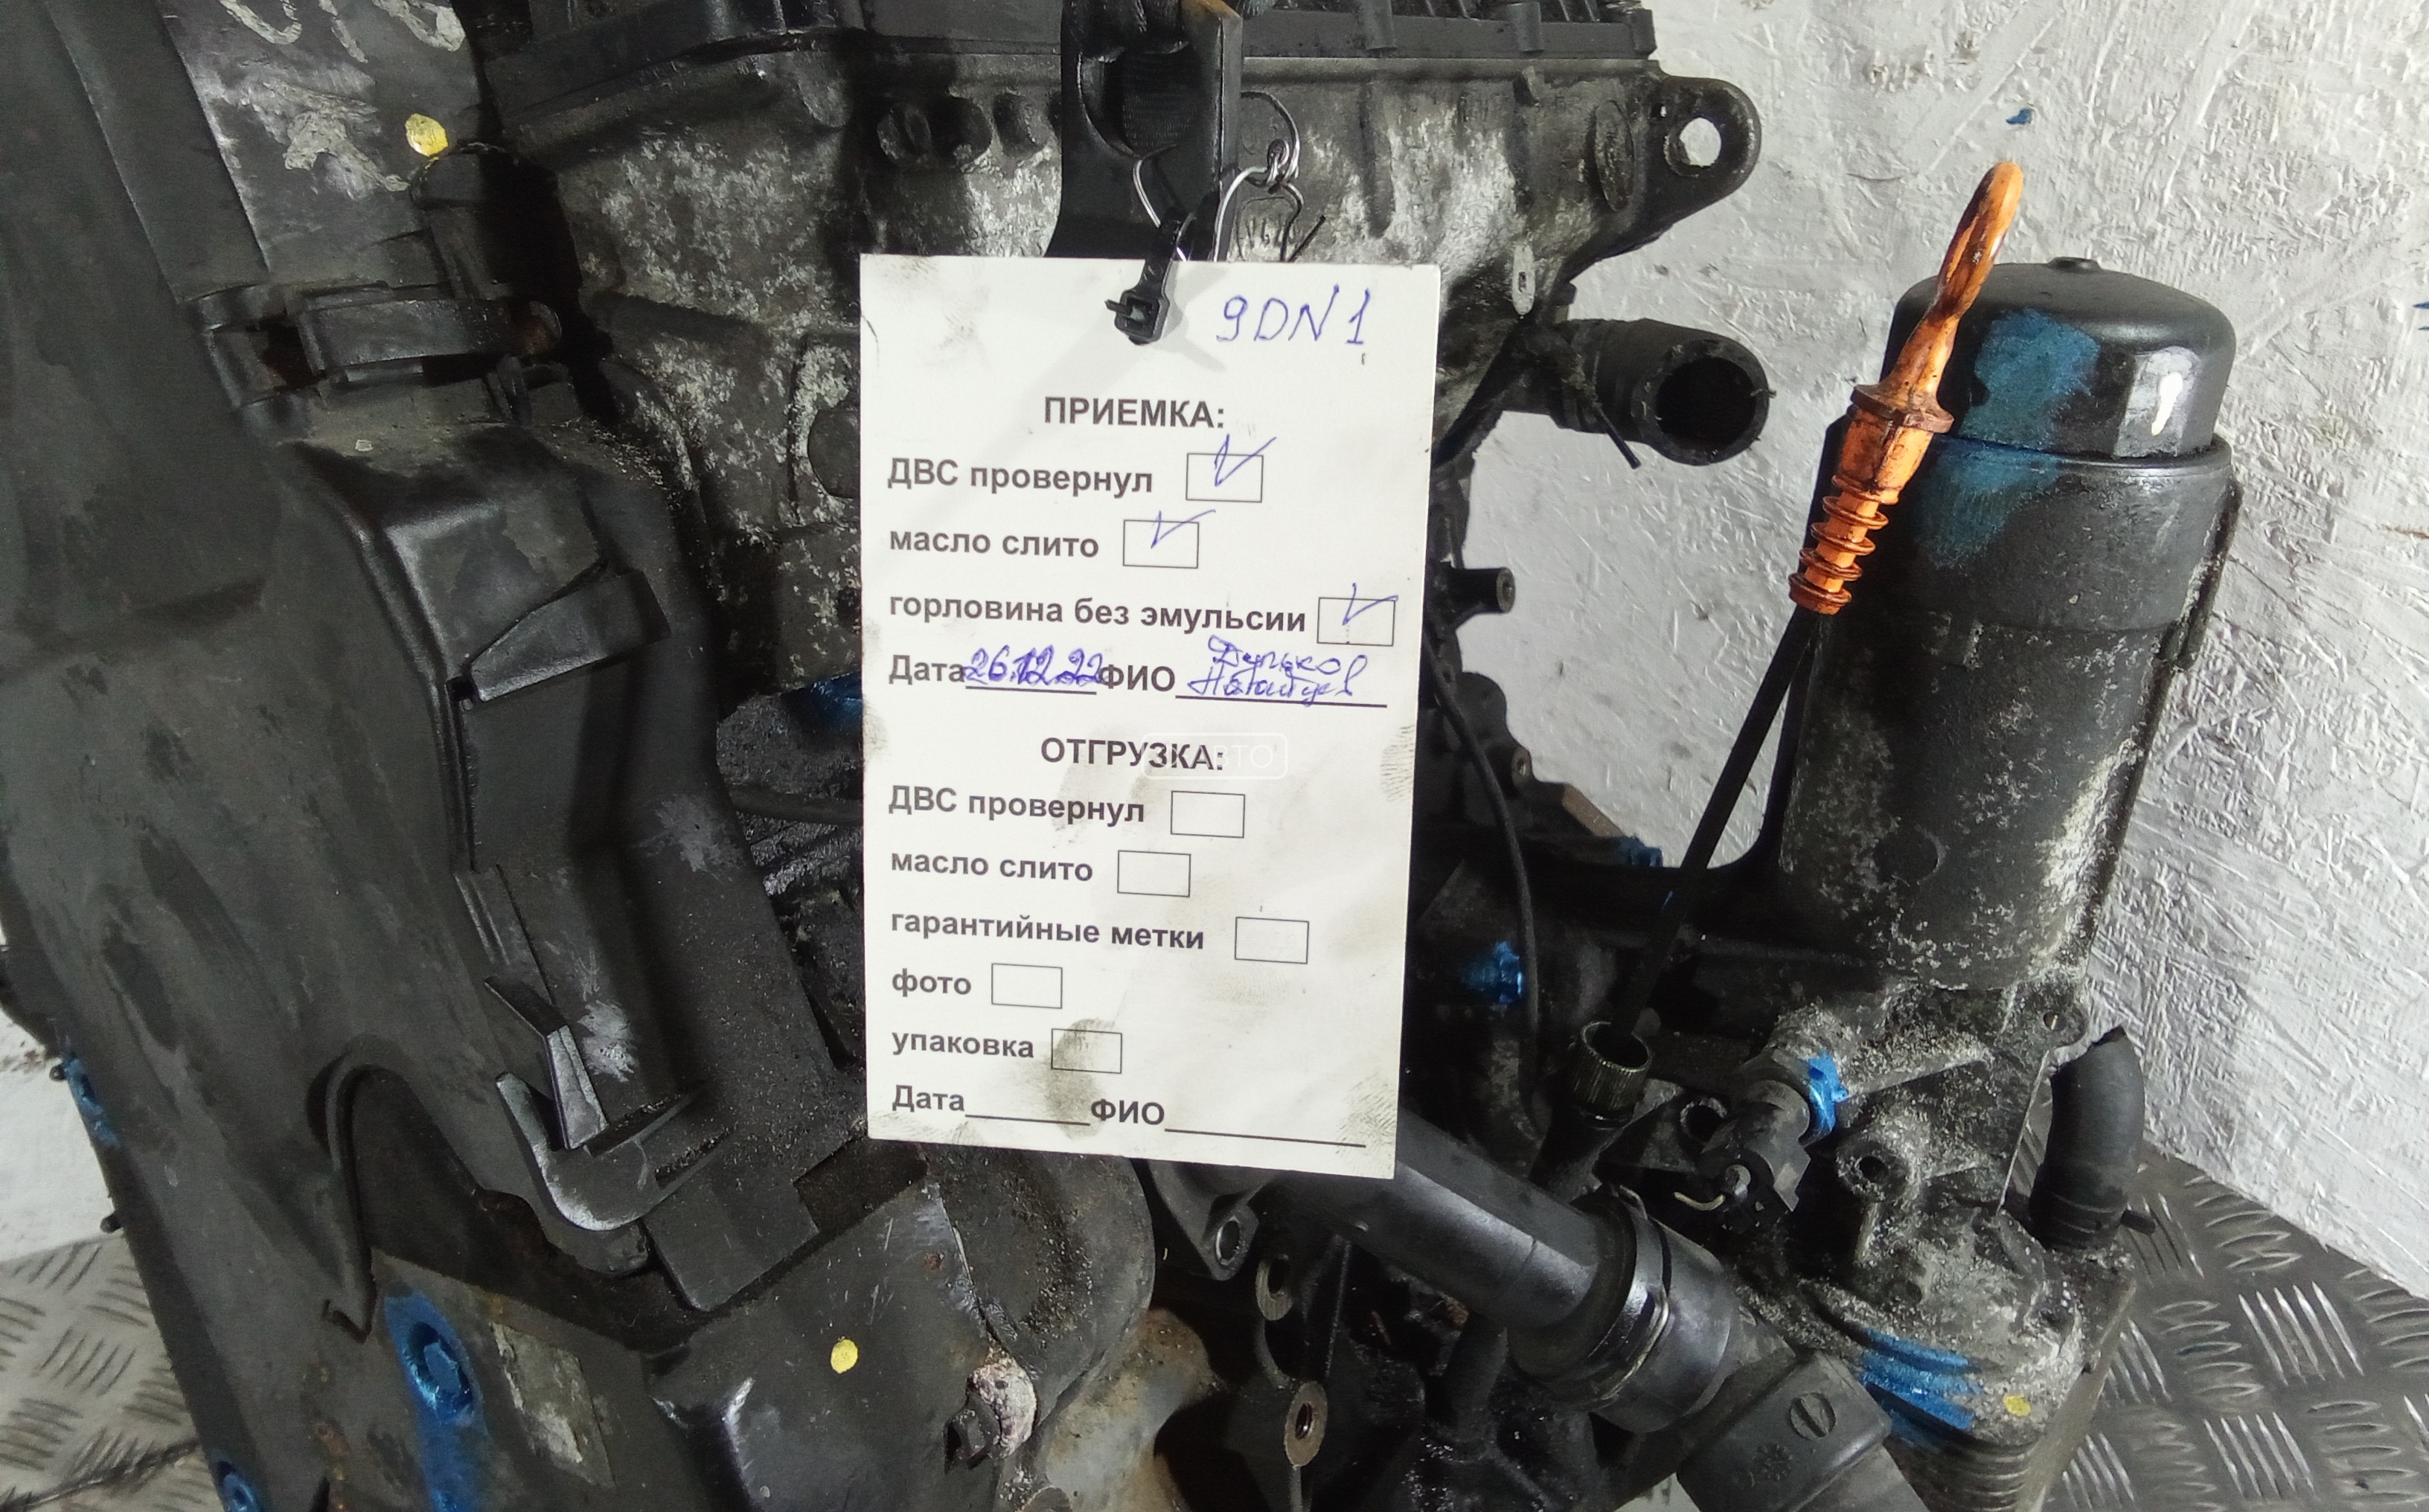 9DN1
ПРИЕМКА:
ДВС провернул
масло слито
горловина без эмульсии
Дата 26.12.22 ФИО
ОТГРУЗКА:
ДВС провернул
масло слито
гарантийные метки
фото
упаковка
Дата ФИО